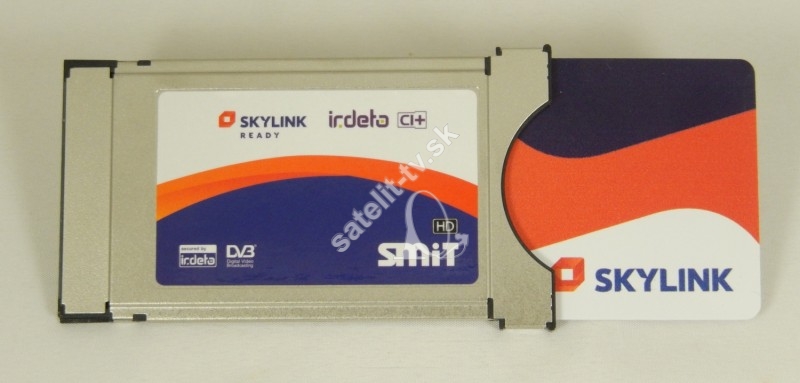 SKYLINK
READY
irdeto CI+
satelit-tv.sk
HD
secured by
irdeto
DVB
Digital Video
Broadcasting
SMiT
SKYLINK